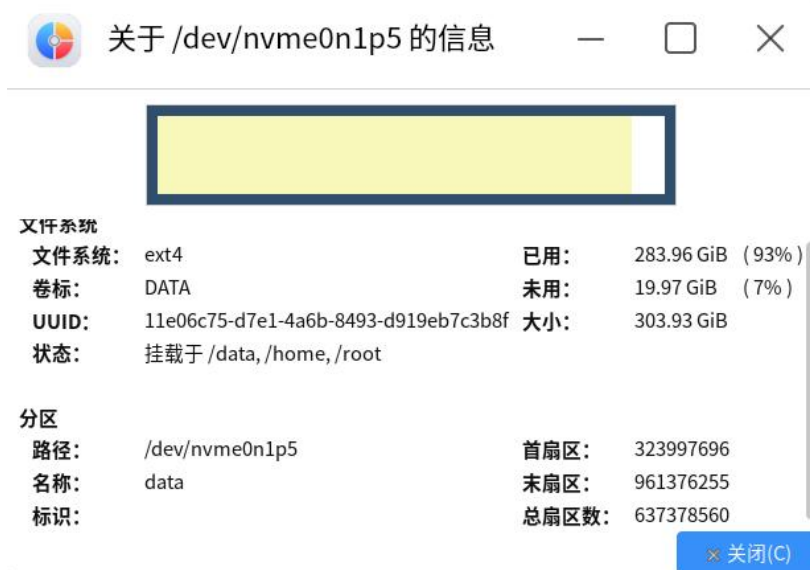 关于 /dev/nvme0n1p5 的信息
文件系统
文件系统： ext4 已用： 283.96 GiB ( 93% )
卷标： DATA 未用： 19.97 GiB ( 7% )
UUID： 11e06c75-d7e1-4a6b-8493-d919eb7c3b8f 大小： 303.93 GiB
状态： 挂载于 /data, /home, /root
分区
路径： /dev/nvme0n1p5 首扇区： 323997696
名称： data 末扇区： 961376255
标识： 总扇区数： 637378560
关闭(C)